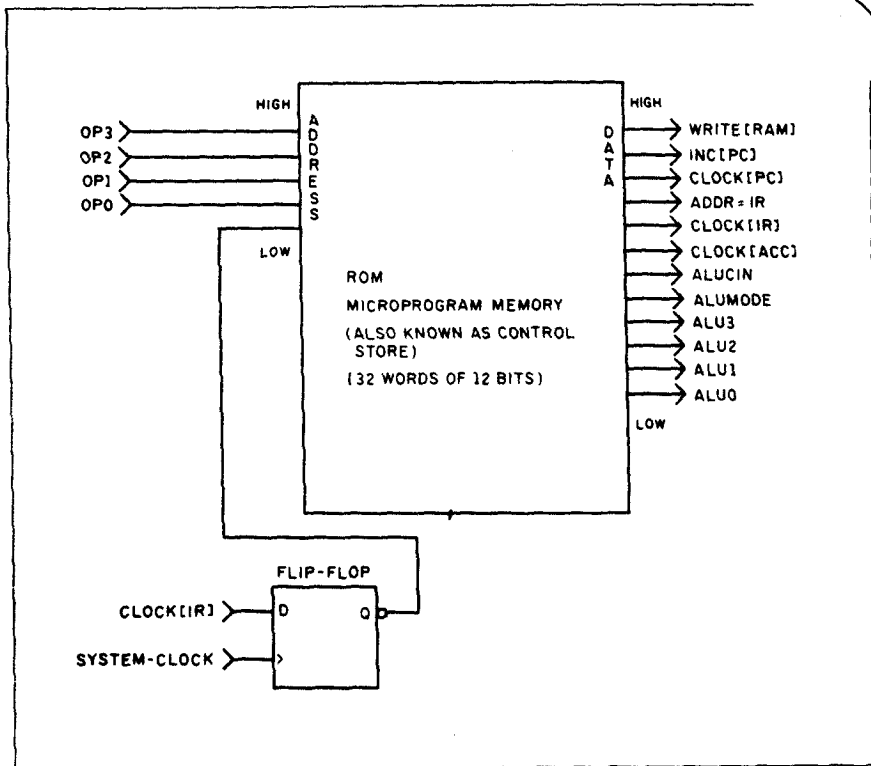 HIGH
ADDRESS
OP3
OP2
OP1
OP0
LOW
ROM
MICROPROGRAM MEMORY
(ALSO KNOWN AS CONTROL
STORE)
(32 WORDS OF 12 BITS)
HIGH
DATA
WRITE[RAM]
INC[PC]
CLOCK[PC]
ADDR=IR
CLOCK[IR]
CLOCK[ACC]
ALUCIN
ALUMODE
ALU3
ALU2
ALU1
ALU0
LOW
FLIP-FLOP
CLOCK[IR]
D
Q
SYSTEM-CLOCK
>